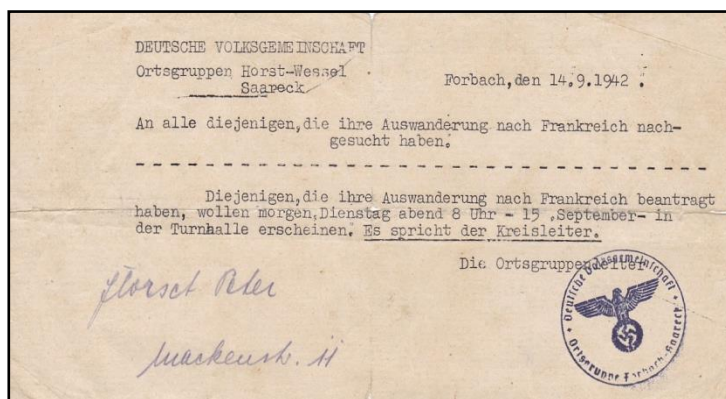 DEUTSCHE VOLKSGEMEINSCHAFT
Ortsgruppen Horst-Wessel
Saareck
Forbach, den 14.9.1942 .
An alle diejenigen,die ihre Auswanderung nach Frankreich nach-
gesucht haben.
- - - - - - - - - - - - - - - - - - - - - - - - - - - - - - - - -
Diejenigen,die ihre Auswanderung nach Frankreich beantragt
haben, wollen morgen,Dienstag abend 8 Uhr - 15 .September- in
der Turnhalle erscheinen. Es spricht der Kreisleiter.
Die Ortsgruppenleiter
Deutsche Volksgemeinschaft
Ortsgruppe Forbach-Saareck
Peter
11